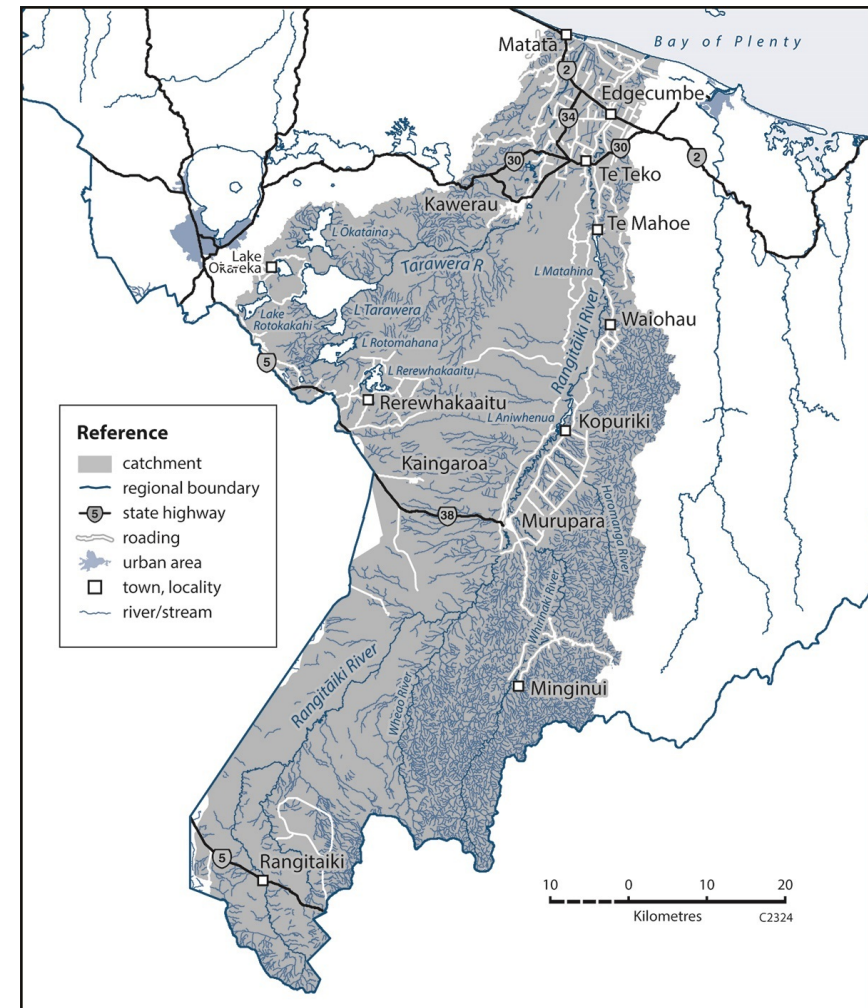 Bay of Plenty
Matatā
2
Edgecumbe
34
30
30
2
Te Teko
Kawerau
Te Mahoe
L Ōkataina
Lake
Ōkareka
Tarawera R
L Matahina
Lake
Rotokakahi
L Tarawera
Rangitāiki River
Waiohau
L Rotomahana
5
L Rerewhakaaitu
Rerewhakaaitu
L Aniwhenua
Kopuriki
Kaingaroa
Horomanga River
38
Murupara
Whirinaki River
Rangitāiki River
Wheao River
Minginui
5
Rangitaiki
Reference
catchment
regional boundary
5
state highway
roading
urban area
town, locality
river/stream
10 0 10 20
Kilometres
C2324